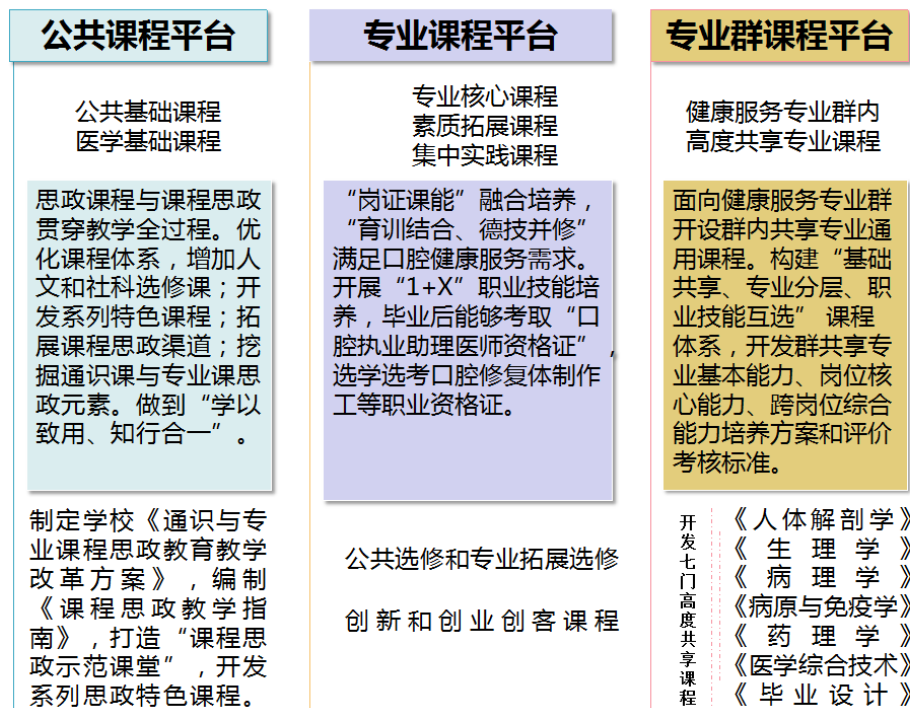 公共课程平台
公共基础课程
医学基础课程
思政课程与课程思政
贯穿教学全过程。优
化课程体系，增加人
文和社科选修课；开
发系列特色课程；拓
展课程思政渠道；挖
掘通识课与专业课思
政元素。做到“学以
致用、知行合一”。
制定学校《通识与专
业课程思政教育教学
改革方案》，编制
《课程思政教学指
南》，打造“课程思
政示范课堂”，开发
系列思政特色课程。
专业课程平台
专业核心课程
素质拓展课程
集中实践课程
“岗证课能”融合培养，
“育训结合、德技并修”
满足口腔健康服务需求。
开展“1+X”职业技能培
养，毕业后能够考取“口
腔执业助理医师资格证”，
选学选考口腔修复体制作
工等职业资格证。
公共选修和专业拓展选修
创新和创业创客课程
专业群课程平台
健康服务专业群内
高度共享专业课程
面向健康服务专业群
开设群内共享专业通
用课程。构建“基础
共享、专业分层、职
业技能互选” 课程
体系，开发群共享专
业基本能力、岗位核
心能力、跨岗位综合
能力培养方案和评价
考核标准。
开发七门高度共享课程
《人体解剖学》
《生理学》
《病理学》
《病原与免疫学》
《药理学》
《医学综合技术》
《毕业设计》